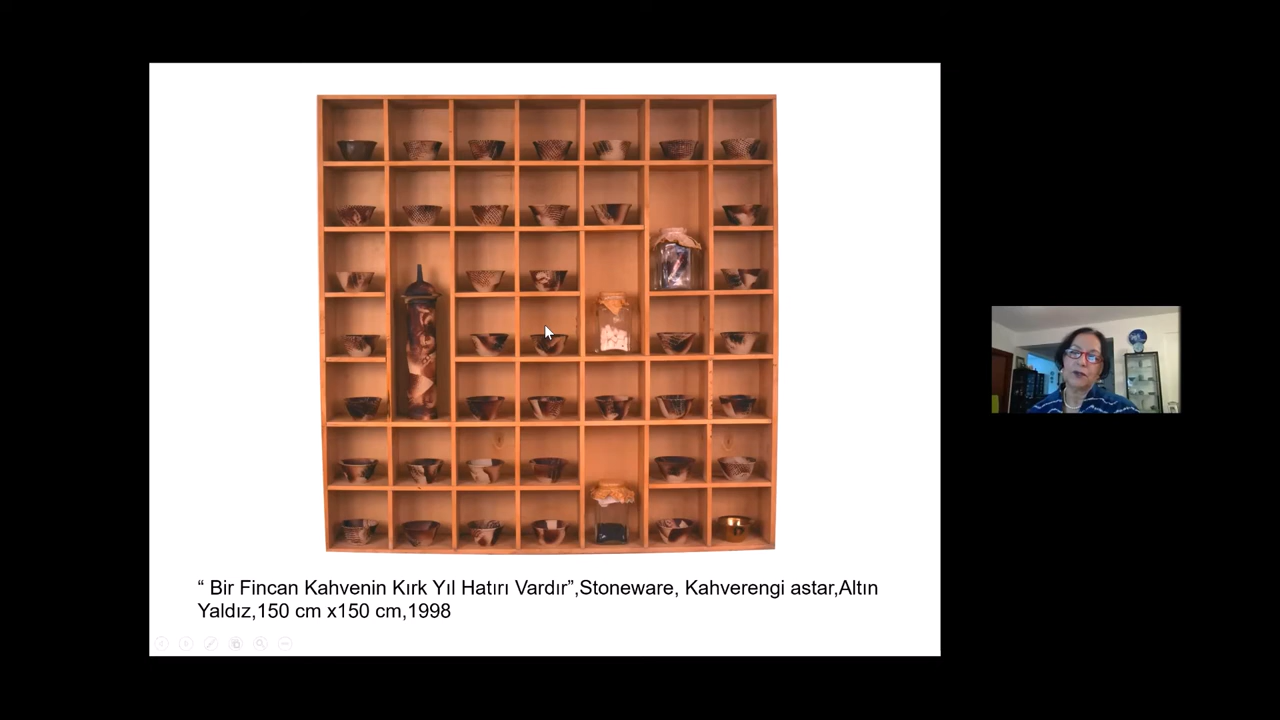 “ Bir Fincan Kahvenin Kırk Yıl Hatırı Vardır”,Stoneware, Kahverengi astar,Altın
Yaldız,150 cm x150 cm,1998